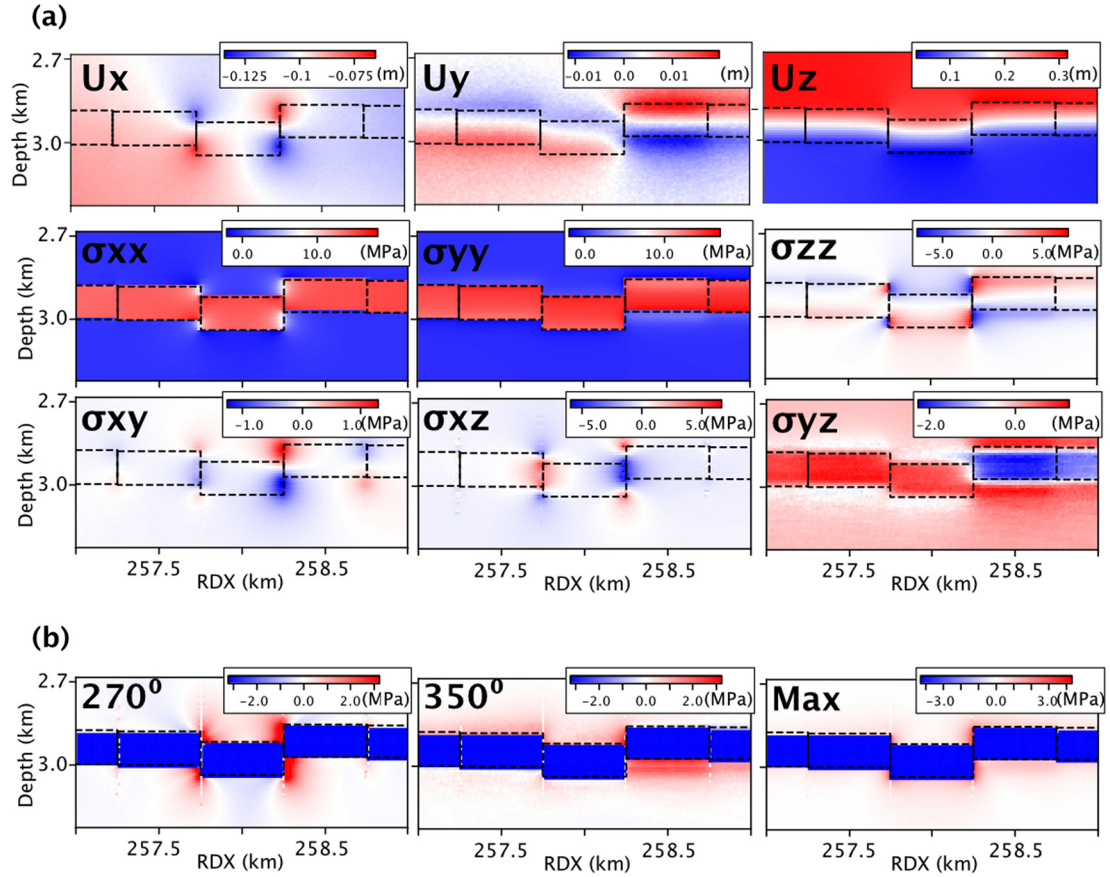 (a)
Ux
-0.125 -0.1 -0.075 (m)
Uy
-0.01 0.0 0.01 (m)
Uz
0.1 0.2 0.3(m)
2.7
3.0
Depth (km)
σxx
0.0 10.0 (MPa)
σyy
0.0 10.0 (MPa)
σzz
-5.0 0.0 5.0(MPa)
2.7
3.0
Depth (km)
σxy
-1.0 0.0 1.0(MPa)
σxz
-5.0 0.0 5.0(MPa)
σyz
-2.0 0.0 (MPa)
2.7
3.0
Depth (km)
257.5 258.5 257.5 258.5 257.5 258.5
RDX (km) RDX (km) RDX (km)
(b)
270⁰
-2.0 0.0 2.0(MPa)
350⁰
-2.0 0.0 2.0(MPa)
Max
-3.0 0.0 3.0(MPa)
2.7
3.0
Depth (km)
257.5 258.5 257.5 258.5 257.5 258.5
RDX (km) RDX (km) RDX (km)